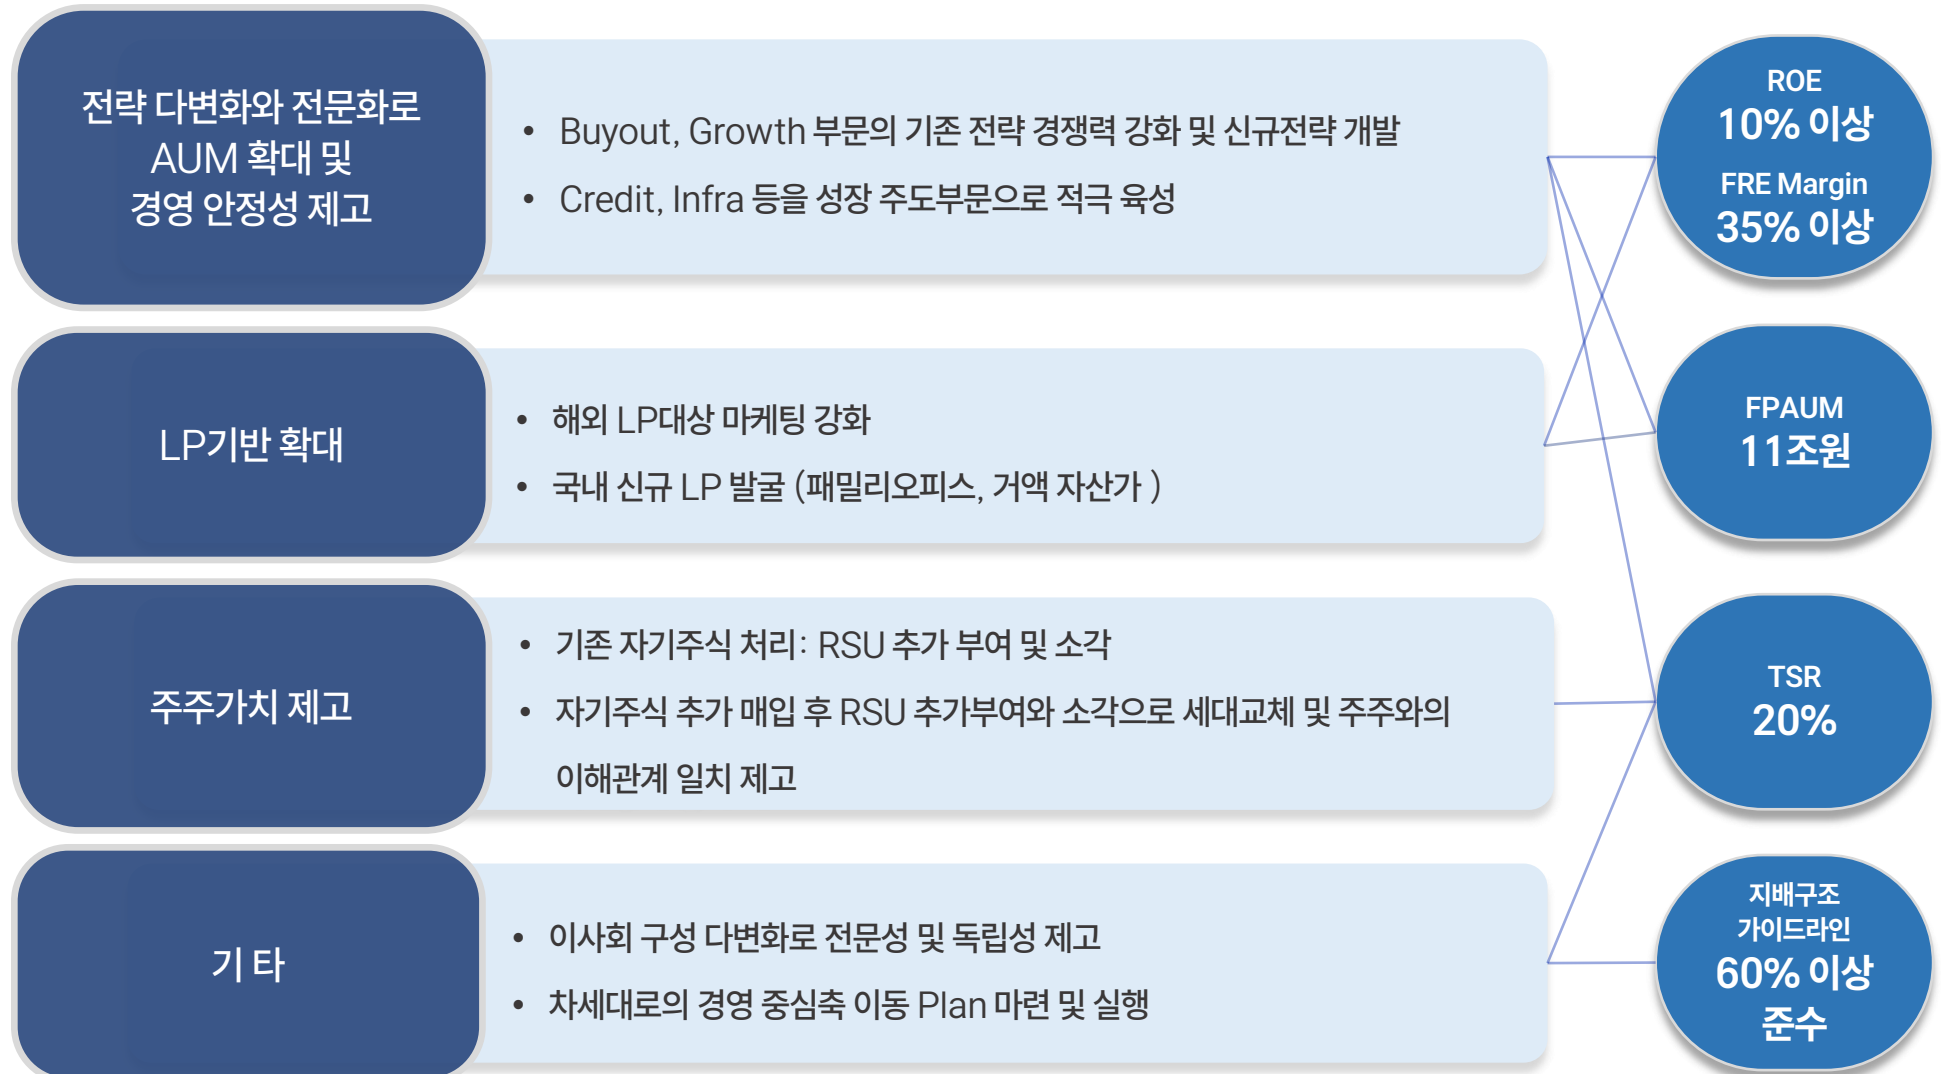 전략 다변화와 전문화로
AUM 확대 및
경영 안정성 제고
• Buyout, Growth 부문의 기존 전략 경쟁력 강화 및 신규전략 개발
• Credit, Infra 등을 성장 주도부문으로 적극 육성
ROE
10% 이상
FRE Margin
35% 이상
LP기반 확대
• 해외 LP대상 마케팅 강화
• 국내 신규 LP 발굴 (패밀리오피스, 거액 자산가 )
FPAUM
11조원
주주가치 제고
• 기존 자기주식 처리: RSU 추가 부여 및 소각
• 자기주식 추가 매입 후 RSU 추가부여와 소각으로 세대교체 및 주주와의
이해관계 일치 제고
TSR
20%
기 타
• 이사회 구성 다변화로 전문성 및 독립성 제고
• 차세대로의 경영 중심축 이동 Plan 마련 및 실행
지배구조
가이드라인
60% 이상
준수